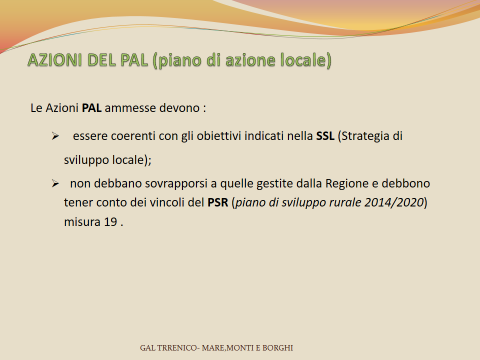 AZIONI DEL PAL (piano di azione locale)
Le Azioni PAL ammesse devono :
➢ essere coerenti con gli obiettivi indicati nella SSL (Strategia di
sviluppo locale);
➢ non debbano sovrapporsi a quelle gestite dalla Regione e debbono
tener conto dei vincoli del PSR (piano di sviluppo rurale 2014/2020)
misura 19 .
GAL TRRENICO- MARE,MONTI E BORGHI